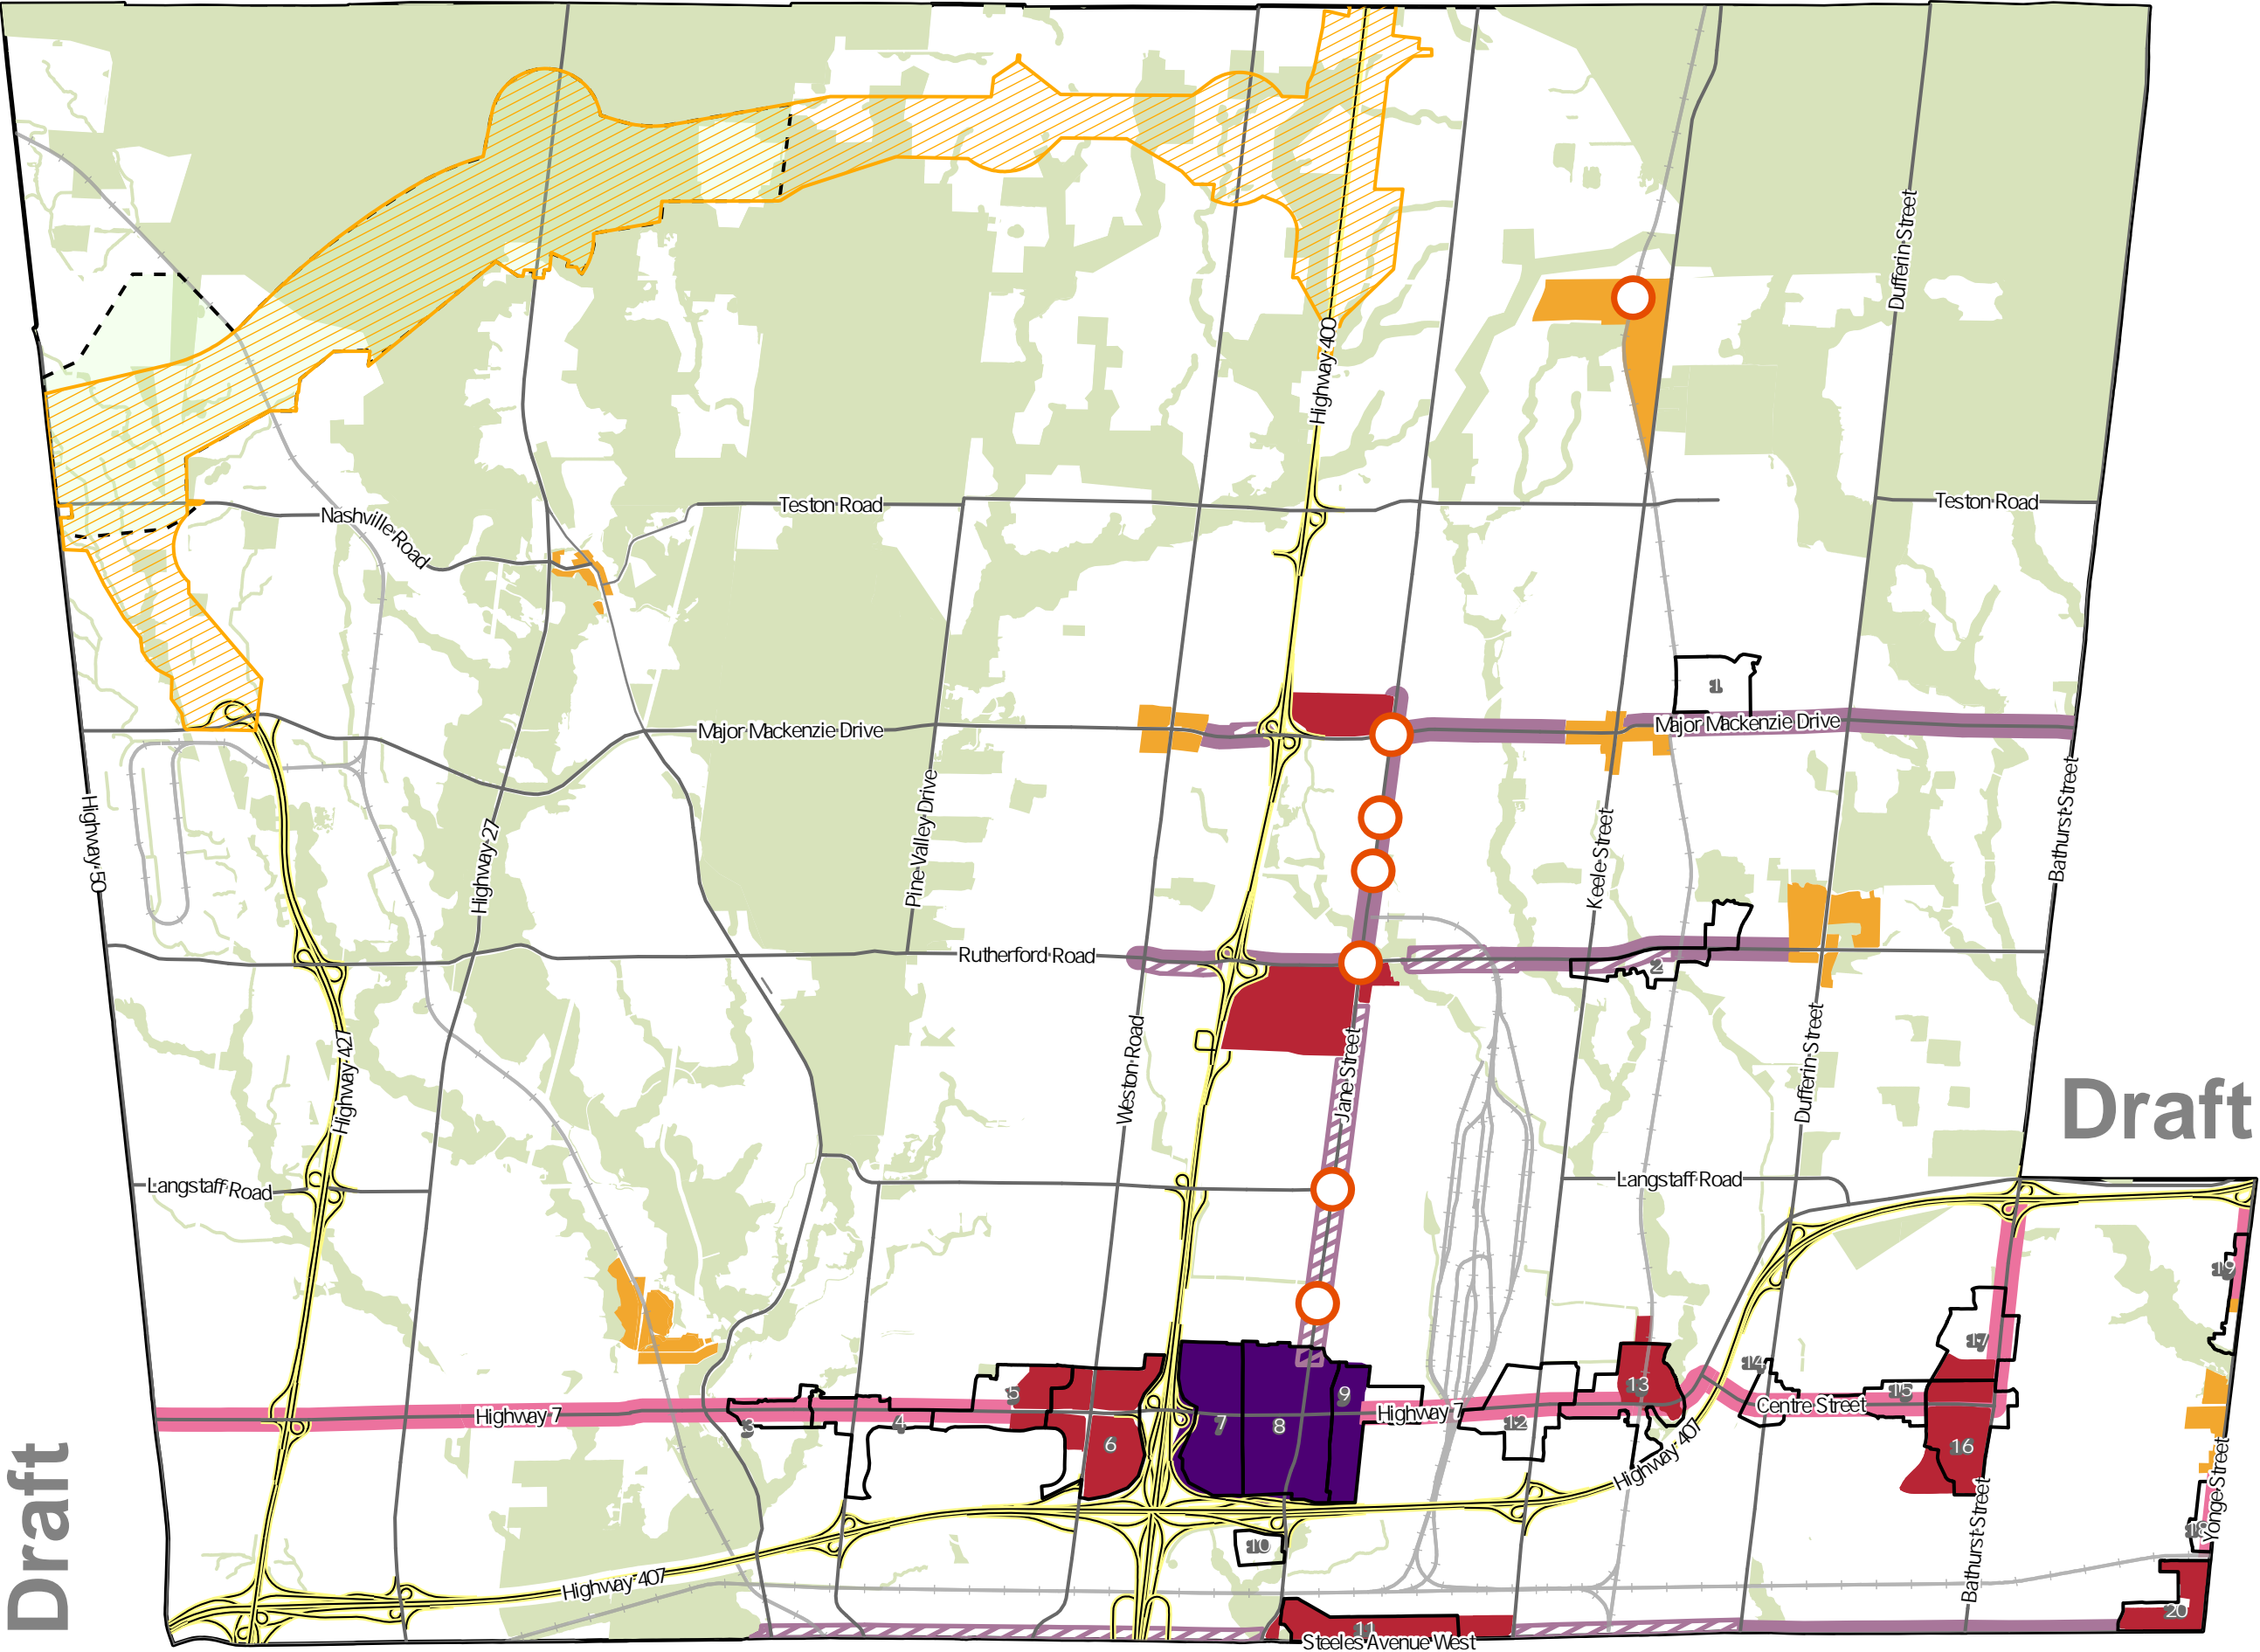 Dufferin Street
Highway 400
Teston Road
Teston Road
Nashville Road
1
Major Mackenzie Drive
Major Mackenzie Drive
Highway 50
Highway 27
Pine Valley Drive
Keele Street
Bathurst Street
Rutherford Road
2
Highway 427
Weston Road
Jane Street
Dufferin Street
Draft
Langstaff Road
Langstaff Road
19
17
14
13
5
9
15
Highway 7
3
4
6
7
8
Highway 7
12
Centre Street
16
Highway 407
Draft
Bathurst Street
Yonge Street
18
10
Highway 407
20
11
Steeles Avenue West